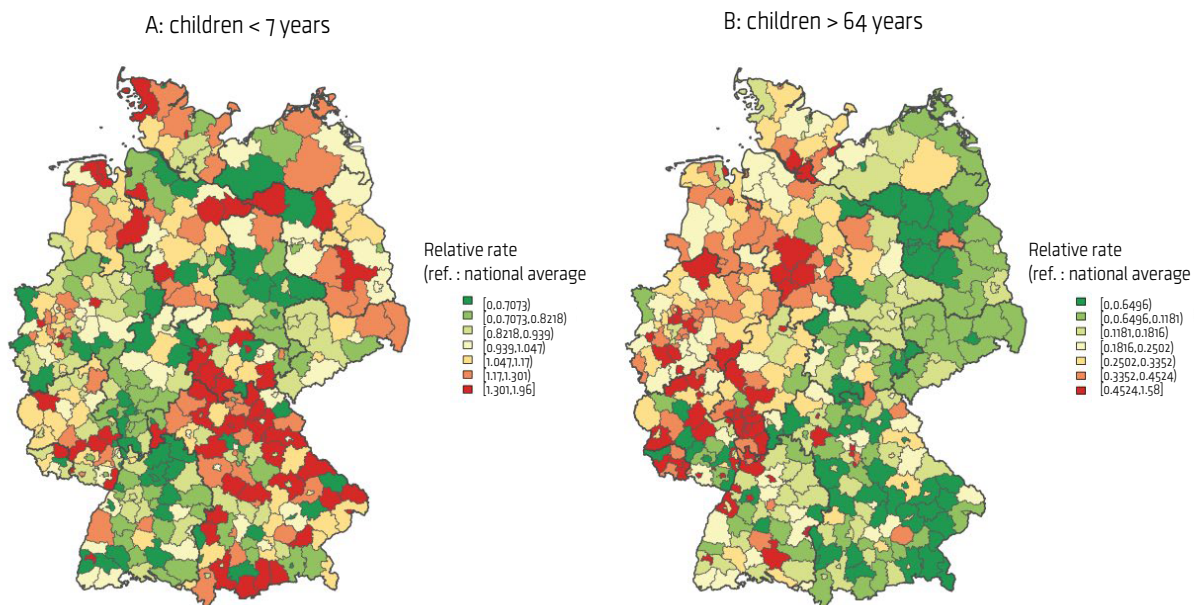 A: children < 7 years
B: children > 64 years
Relative rate
(ref. : national average
[0,0.7073)
[0.7073,0.8218)
[0.8218,0.939)
[0.939,1.047)
[1.047,1.17)
[1.17,1.301)
[1.301,1.96]
Relative rate
(ref. : national average
[0,0.6496)
[0.0.6496,0.1181)
[0.1181,0.1816)
[0.1816,0.2502)
[0.2502,0.3352)
[0.3352,0.4524)
[0.4524,1.58]